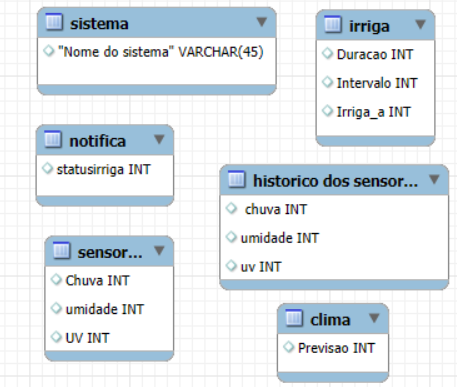 sistema
"Nome do sistema" VARCHAR(45)
irriga
Duracao INT
Intervalo INT
Irriga_a INT
notifica
statusirriga INT
historico dos sensor...
chuva INT
umidade INT
uv INT
sensor...
Chuva INT
umidade INT
UV INT
clima
Previsao INT